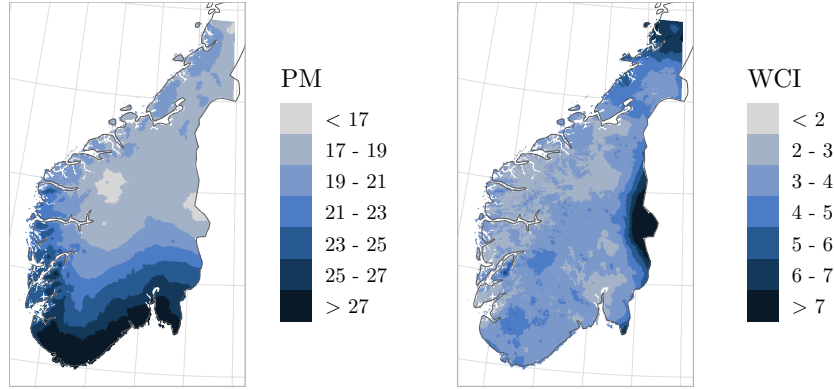 PM
< 17
17 - 19
19 - 21
21 - 23
23 - 25
25 - 27
> 27
WCI
< 2
2 - 3
3 - 4
4 - 5
5 - 6
6 - 7
> 7